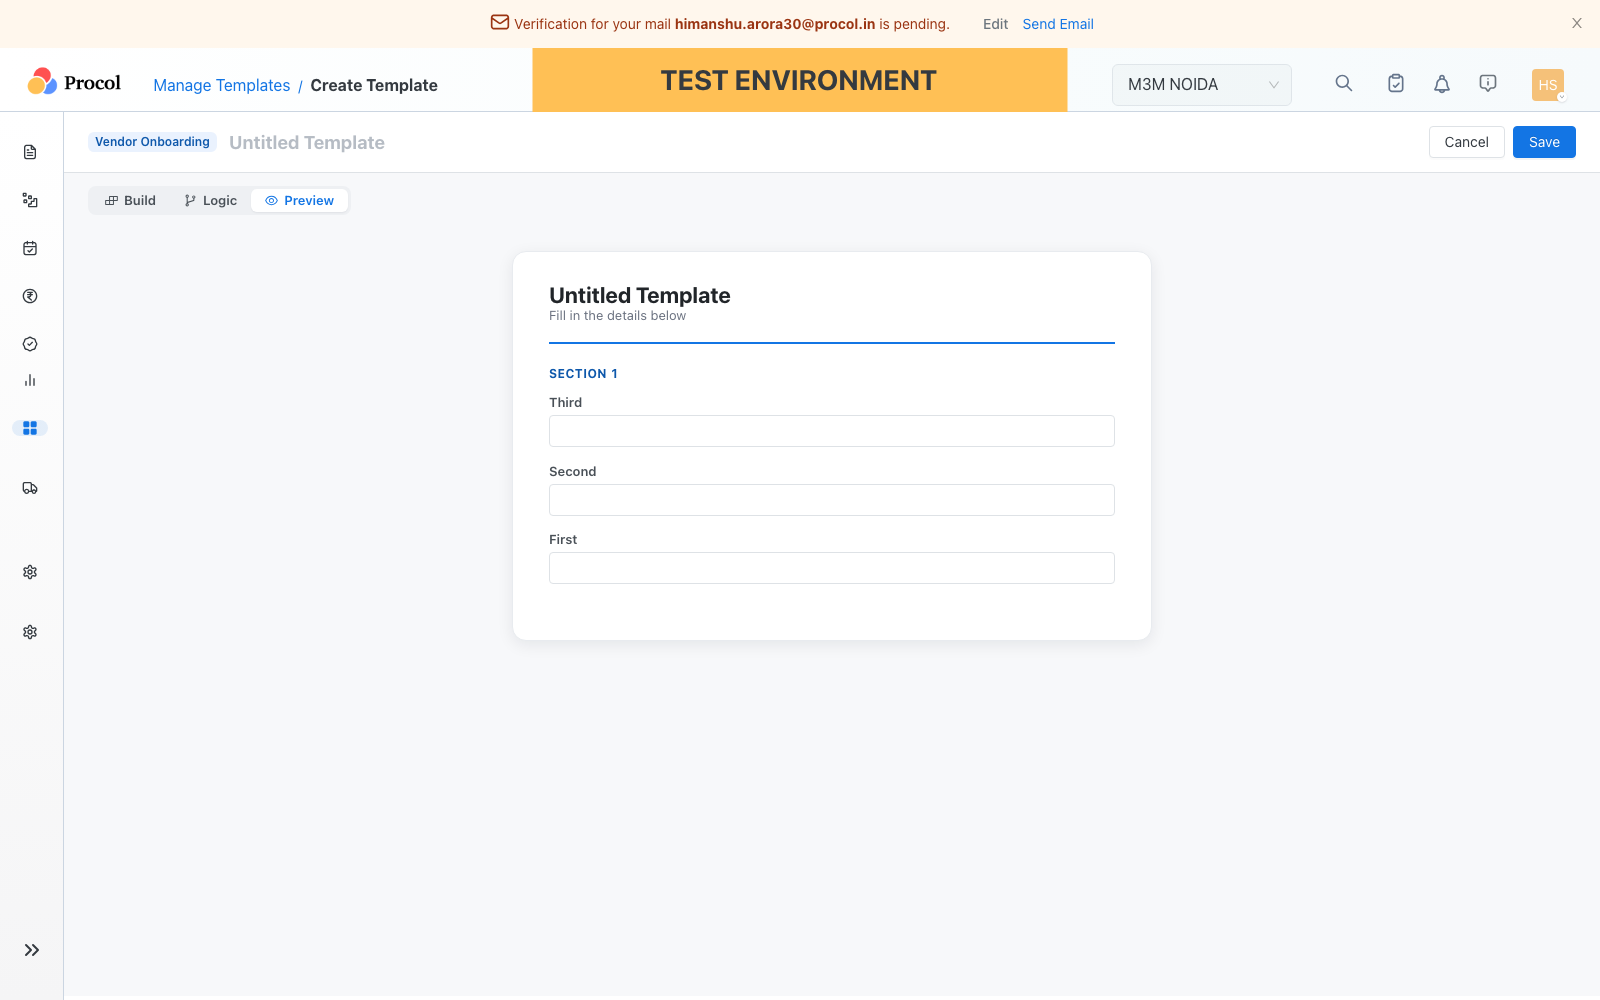 Verification for your mail himanshu.arora30@procol.in is pending. Edit Send Email
Procol
Manage Templates / Create Template
TEST ENVIRONMENT
M3M NOIDA
HS
Vendor Onboarding
Untitled Template
Cancel
Save
Build
Logic
Preview
Untitled Template
Fill in the details below
SECTION 1
Third
Second
First